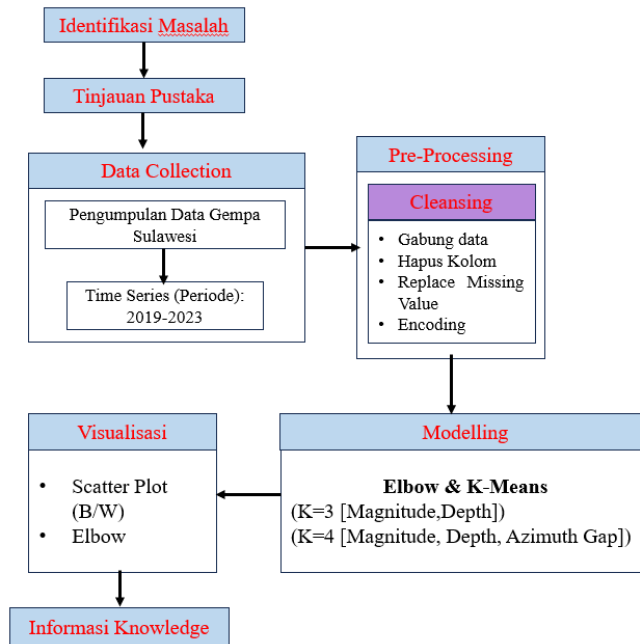 Identifikasi Masalah
Tinjauan Pustaka
Data Collection
Pengumpulan Data Gempa
Sulawesi
Time Series (Periode):
2019-2023
Pre-Processing
Cleansing
• Gabung data
• Hapus Kolom
• Replace Missing
Value
• Encoding
Modelling
Elbow & K-Means
(K=3 [Magnitude,Depth])
(K=4 [Magnitude, Depth, Azimuth Gap])
Visualisasi
• Scatter Plot
(B/W)
• Elbow
Informasi Knowledge